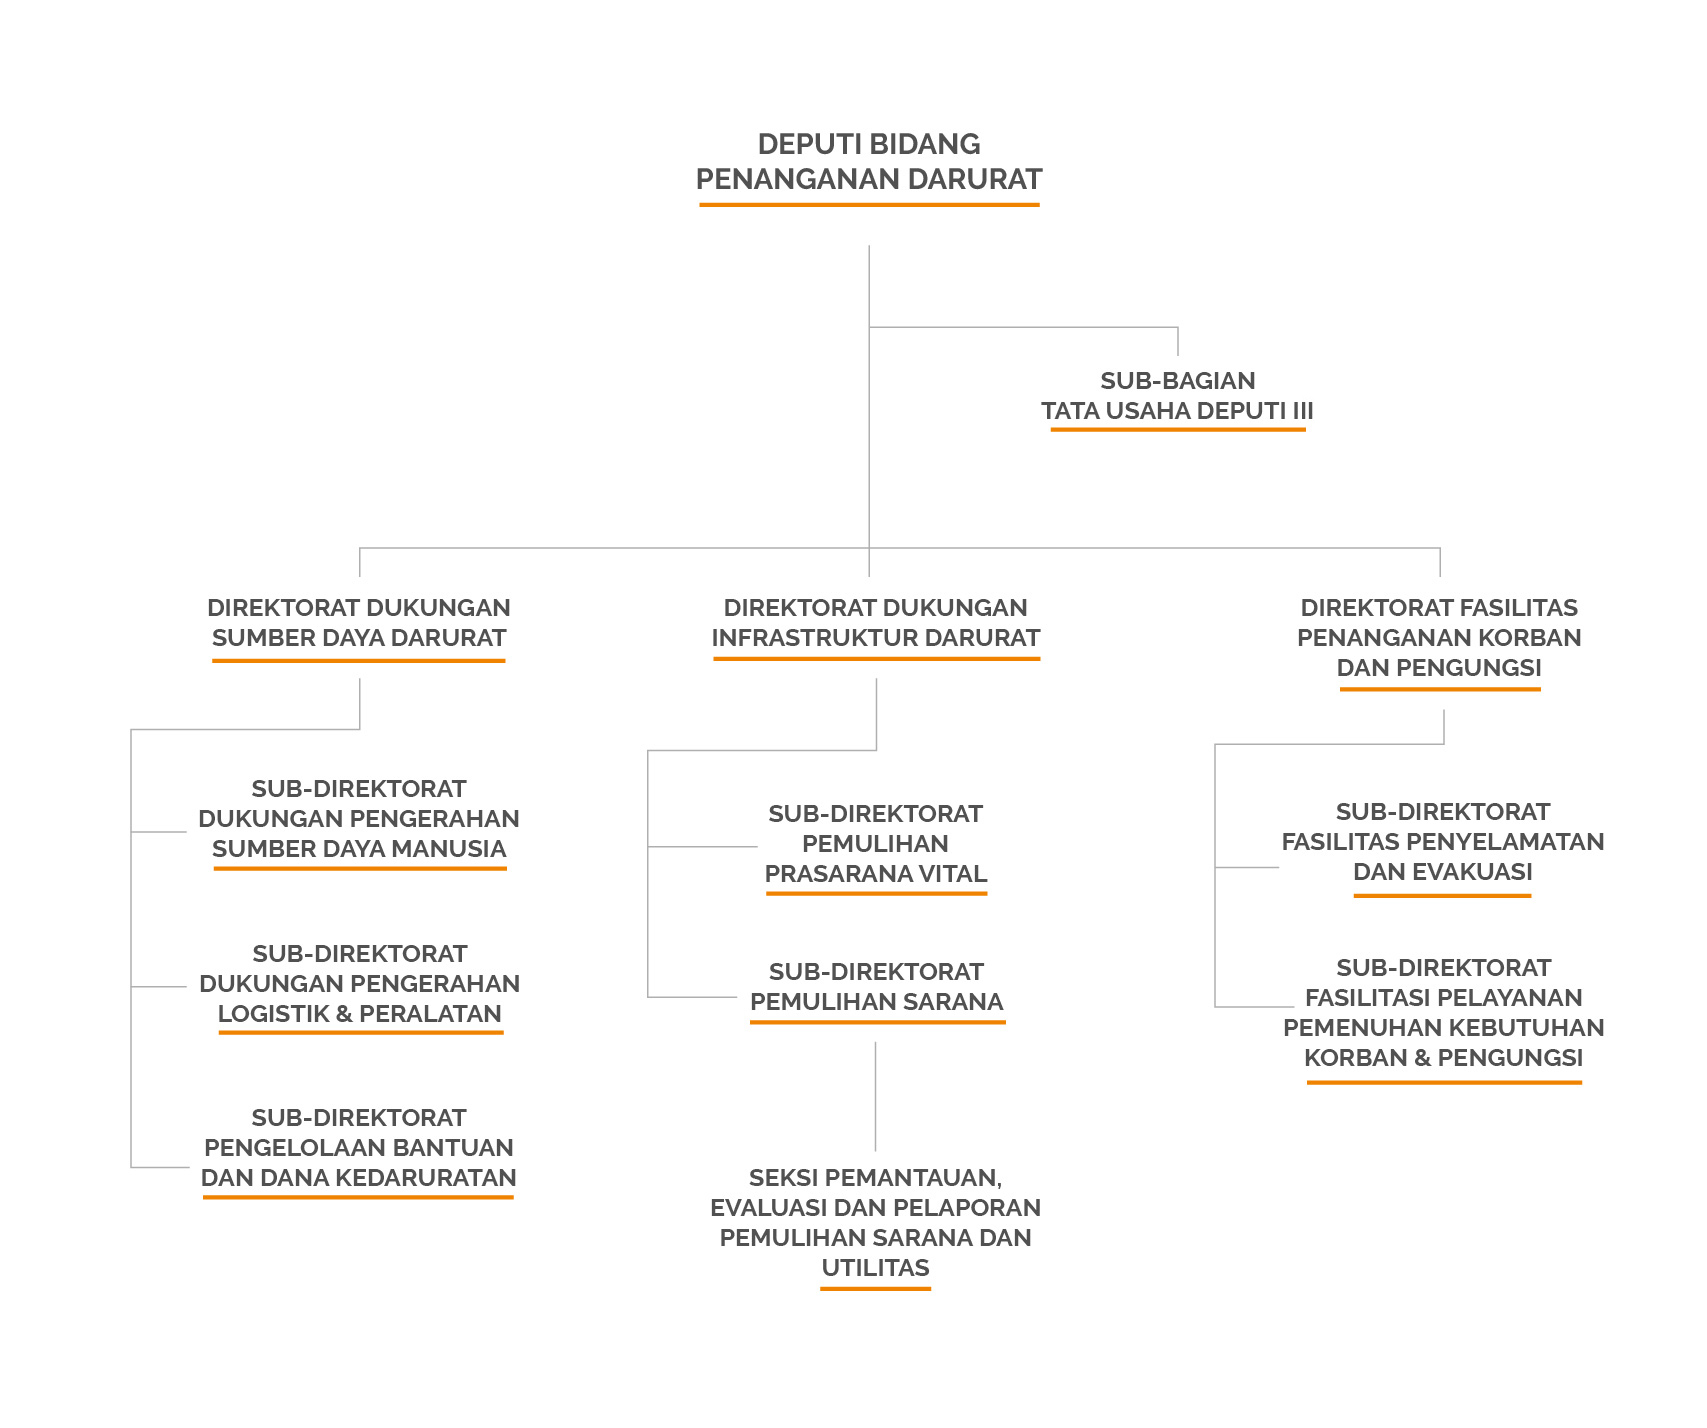 DEPUTI BIDANG
PENANGANAN DARURAT
SUB-BAGIAN
TATA USAHA DEPUTI III
DIREKTORAT DUKUNGAN
SUMBER DAYA DARURAT
SUB-DIREKTORAT
DUKUNGAN PENGERAHAN
SUMBER DAYA MANUSIA
SUB-DIREKTORAT
DUKUNGAN PENGERAHAN
LOGISTIK & PERALATAN
SUB-DIREKTORAT
PENGELOLAAN BANTUAN
DAN DANA KEDARURATAN
DIREKTORAT DUKUNGAN
INFRASTRUKTUR DARURAT
SUB-DIREKTORAT
PEMULIHAN
PRASARANA VITAL
SUB-DIREKTORAT
PEMULIHAN SARANA
SEKSI PEMANTAUAN,
EVALUASI DAN PELAPORAN
PEMULIHAN SARANA DAN
UTILITAS
DIREKTORAT FASILITAS
PENANGANAN KORBAN
DAN PENGUNGSI
SUB-DIREKTORAT
FASILITAS PENYELAMATAN
DAN EVAKUASI
SUB-DIREKTORAT
FASILITASI PELAYANAN
PEMENUHAN KEBUTUHAN
KORBAN & PENGUNGSI